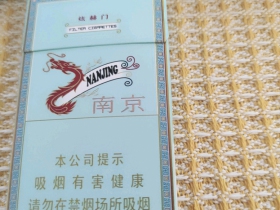 炫赫门
FILTER CIGARETTES
NANJING
南京
本公司提示
吸烟有害健康
请勿在禁烟场所吸烟